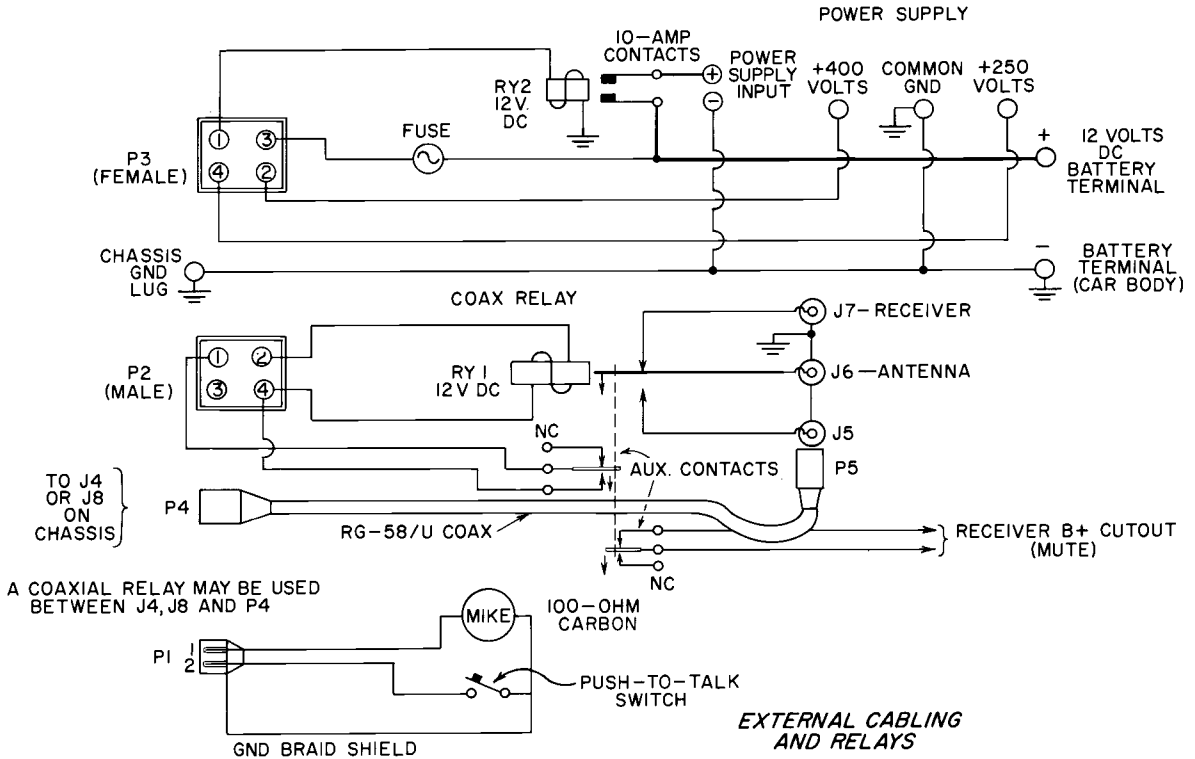 POWER SUPPLY
10-AMP
CONTACTS
POWER
SUPPLY
INPUT
+
−
+400
VOLTS
COMMON
GND
+250
VOLTS
RY2
12V.
DC
FUSE
1
3
4
2
P3
(FEMALE)
+
12 VOLTS
DC
BATTERY
TERMINAL
CHASSIS
GND
LUG
−
BATTERY
TERMINAL
(CAR BODY)
COAX RELAY
J7-RECEIVER
1
2
3
4
P2
(MALE)
RY 1
12V DC
J6-ANTENNA
J5
NC
AUX. CONTACTS
P5
TO J4
OR J8
ON
CHASSIS
P4
RG-58/U COAX
RECEIVER B+ CUTOUT
(MUTE)
NC
A COAXIAL RELAY MAY BE USED
BETWEEN J4, J8 AND P4
MIKE
100-OHM
CARBON
P1
1
2
PUSH-TO-TALK
SWITCH
GND BRAID SHIELD
EXTERNAL CABLING
AND RELAYS